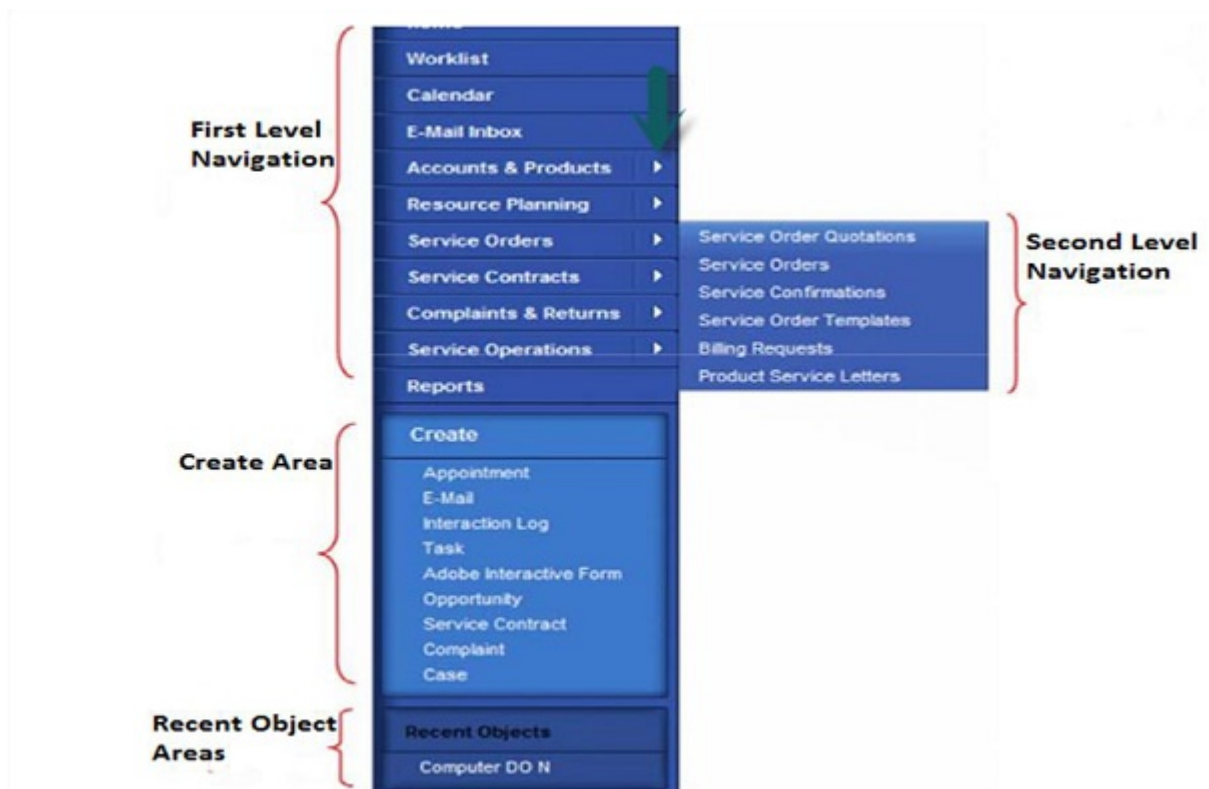 Home
Worklist
Calendar
E-Mail Inbox
First Level
Navigation
Accounts & Products
Resource Planning
Service Orders
Service Contracts
Complaints & Returns
Service Operations
Reports
Service Order Quotations
Service Orders
Service Confirmations
Service Order Templates
Billing Requests
Product Service Letters
Second Level
Navigation
Create Area
Create
Appointment
E-Mail
Interaction Log
Task
Adobe Interactive Form
Opportunity
Service Contract
Complaint
Case
Recent Object
Areas
Recent Objects
Computer DO N